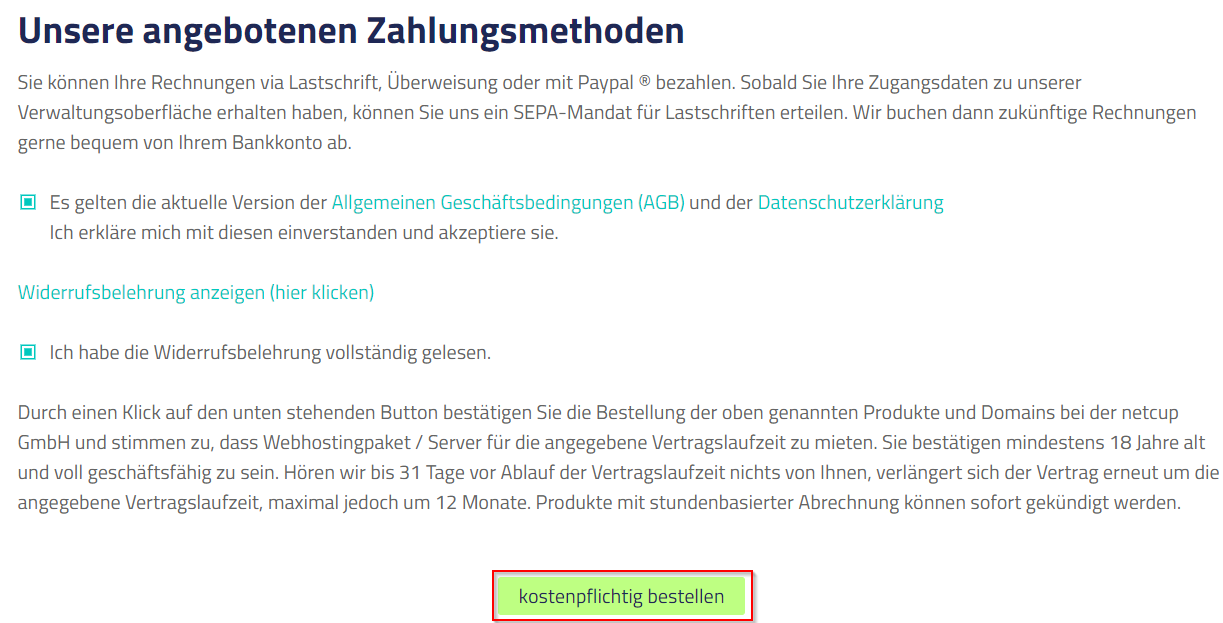 Unsere angebotenen Zahlungsmethoden
Sie können Ihre Rechnungen via Lastschrift, Überweisung oder mit Paypal ® bezahlen. Sobald Sie Ihre Zugangsdaten zu unserer
Verwaltungsoberfläche erhalten haben, können Sie uns ein SEPA-Mandat für Lastschriften erteilen. Wir buchen dann zukünftige Rechnungen
gerne bequem von Ihrem Bankkonto ab.
Es gelten die aktuelle Version der Allgemeinen Geschäftsbedingungen (AGB) und der Datenschutzerklärung
Ich erkläre mich mit diesen einverstanden und akzeptiere sie.
Widerrufsbelehrung anzeigen (hier klicken)
Ich habe die Widerrufsbelehrung vollständig gelesen.
Durch einen Klick auf den unten stehenden Button bestätigen Sie die Bestellung der oben genannten Produkte und Domains bei der netcup
GmbH und stimmen zu, dass Webhostingpaket / Server für die angegebene Vertragslaufzeit zu mieten. Sie bestätigen mindestens 18 Jahre alt
und voll geschäftsfähig zu sein. Hören wir bis 31 Tage vor Ablauf der Vertragslaufzeit nichts von Ihnen, verlängert sich der Vertrag erneut um die
angegebene Vertragslaufzeit, maximal jedoch um 12 Monate. Produkte mit stundenbasierter Abrechnung können sofort gekündigt werden.
kostenpflichtig bestellen